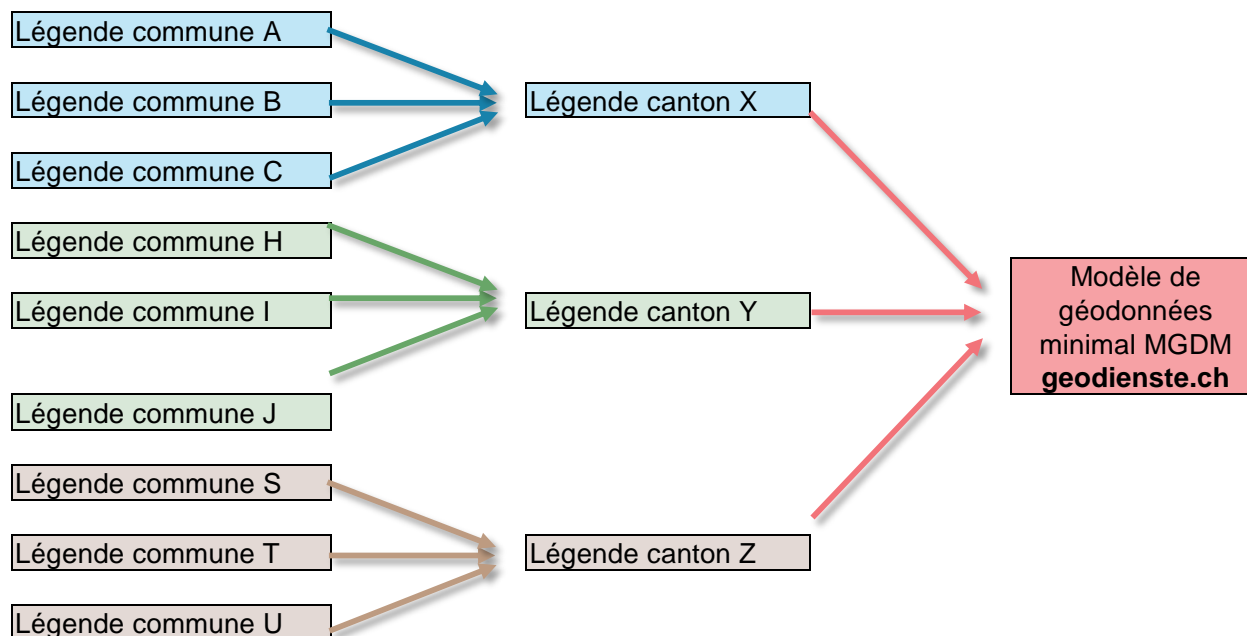 Légende commune A
Légende commune B
Légende commune C
Légende commune H
Légende commune I
Légende commune J
Légende commune S
Légende commune T
Légende commune U
Légende canton X
Légende canton Y
Légende canton Z
Modèle de
géodonnées
minimal MGDM
geodienste.ch